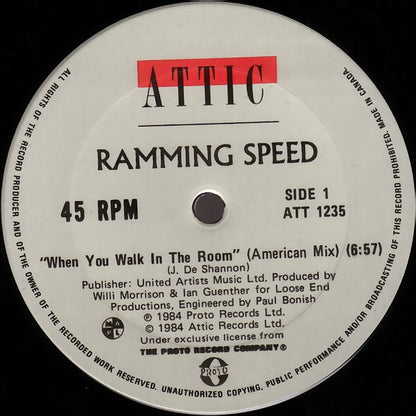 ATTIC
RAMMING SPEED
45 RPM
SIDE 1
ATT 1235
"When You Walk In The Room" (American Mix) (6:57)
(J. De Shannon)
Publisher: United Artists Music Ltd. Produced by
Willi Morrison & Ian Guenther for Loose End
Productions, Engineered by Paul Bonish
℗ 1984 Proto Records Ltd.
© 1984 Attic Records Ltd.
Under exclusive license from
THE PROTO RECORD COMPANY®
MAPL
PROTO
ALL RIGHTS OF THE RECORD PRODUCER AND OF THE OWNER OF THE RECORDED WORK RESERVED. UNAUTHORIZED COPYING, PUBLIC PERFORMANCE AND/OR BROADCASTING OF THIS RECORD PROHIBITED. MADE IN CANADA.